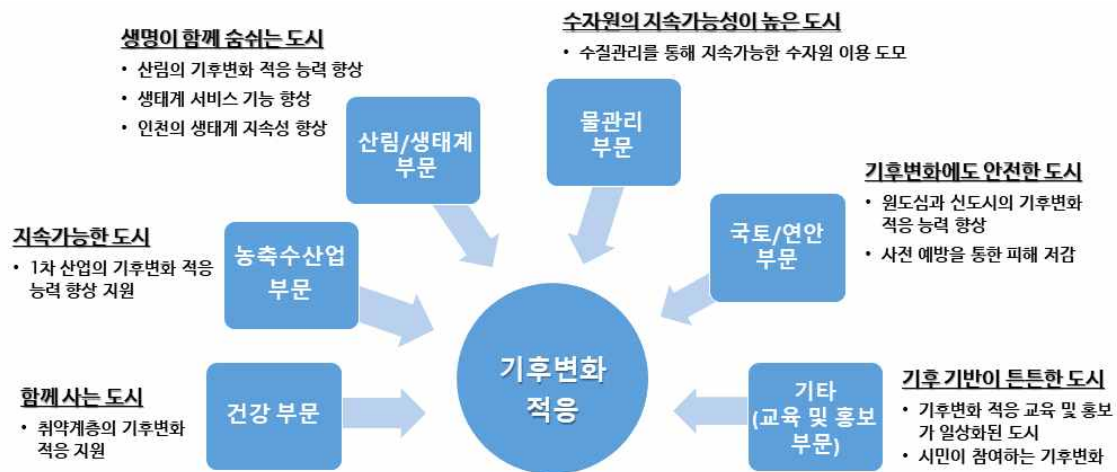 생명이 함께 숨쉬는 도시
• 산림의 기후변화 적응 능력 향상
• 생태계 서비스 기능 향상
• 인천의 생태계 지속성 향상
산림/생태계
부문
수자원의 지속가능성이 높은 도시
• 수질관리를 통해 지속가능한 수자원 이용 도모
물관리
부문
기후변화에도 안전한 도시
• 원도심과 신도시의 기후변화
적응 능력 향상
• 사전 예방을 통한 피해 저감
국토/연안
부문
지속가능한 도시
• 1차 산업의 기후변화 적응
능력 향상 지원
농축수산업
부문
함께 사는 도시
• 취약계층의 기후변화
적응 지원
건강 부문
기후변화
적응
기타
(교육 및 홍보
부문)
기후 기반이 튼튼한 도시
• 기후변화 적응 교육 및 홍보
가 일상화된 도시
• 시민이 참여하는 기후변화